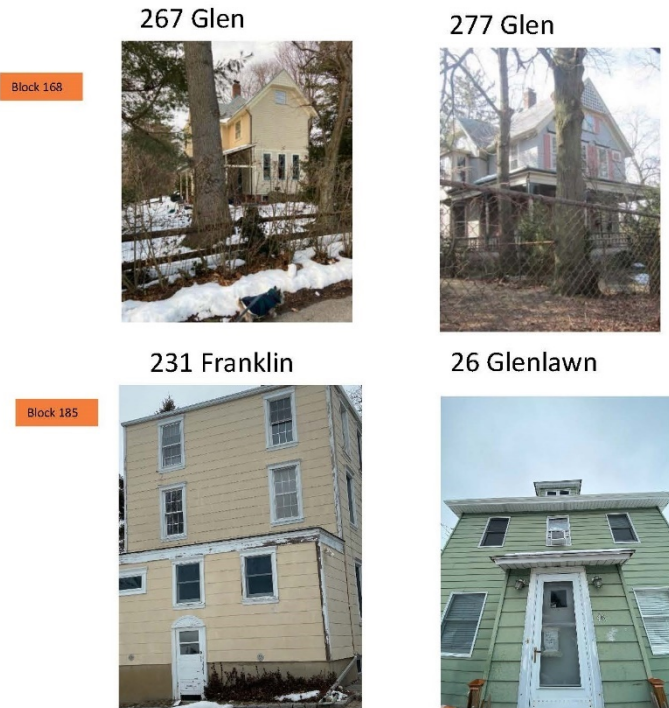 267 Glen
277 Glen
Block 168
231 Franklin
26 Glenlawn
Block 185